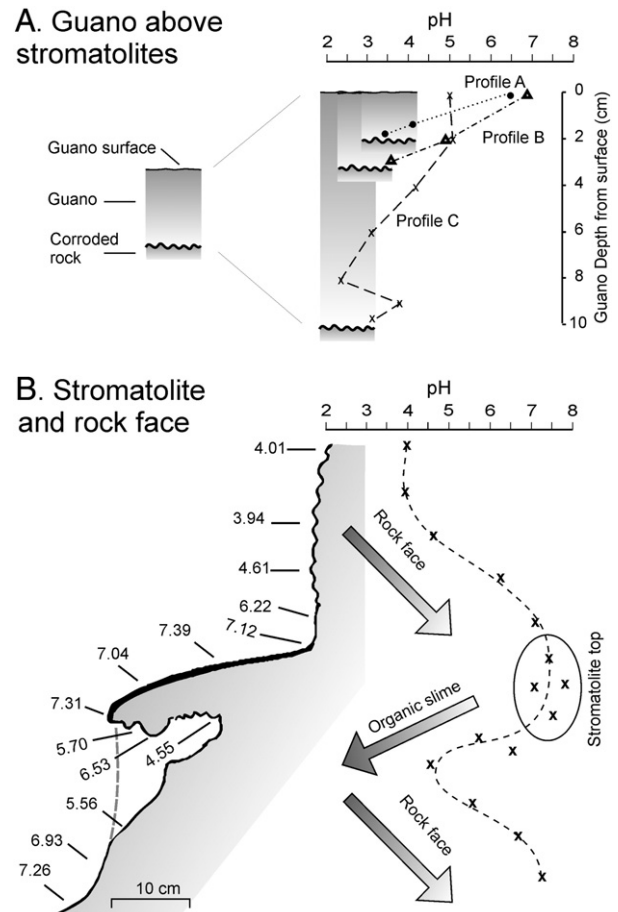 A. Guano above
stromatolites
pH
2 3 4 5 6 7 8
Profile A
Profile B
Profile C
Guano surface
Guano
Corroded
rock
0
2
4
6
8
10
Guano Depth from surface (cm)
B. Stromatolite
and rock face
pH
2 3 4 5 6 7 8
4.01
3.94
4.61
6.22
7.12
7.39
7.04
7.31
5.70
6.53
4.55
5.56
6.93
7.26
10 cm
Rock face
Organic slime
Rock face
Stromatolite top